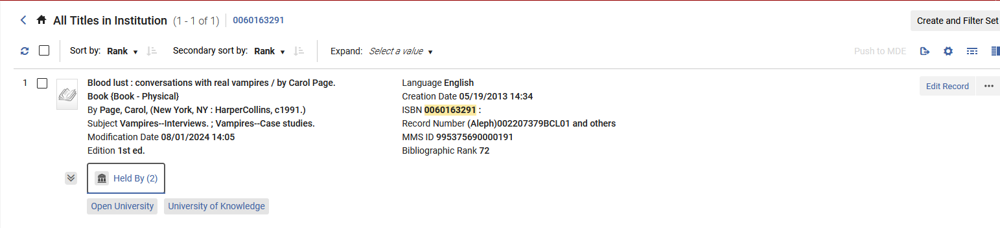 All Titles in Institution (1 - 1 of 1) 0060163291
Create and Filter Set
Sort by: Rank Secondary sort by: Rank Expand: Select a value Push to MDE
1
Blood lust : conversations with real vampires / by Carol Page.
Book {Book - Physical}
By Page, Carol, (New York, NY : HarperCollins, c1991.)
Subject Vampires--Interviews. ; Vampires--Case studies.
Modification Date 08/01/2024 14:05
Edition 1st ed.
Language English
Creation Date 05/19/2013 14:34
ISBN 0060163291 :
Record Number (Aleph)002207379BCL01 and others
MMS ID 995375690000191
Bibliographic Rank 72
Edit Record
Held By (2)
Open University University of Knowledge